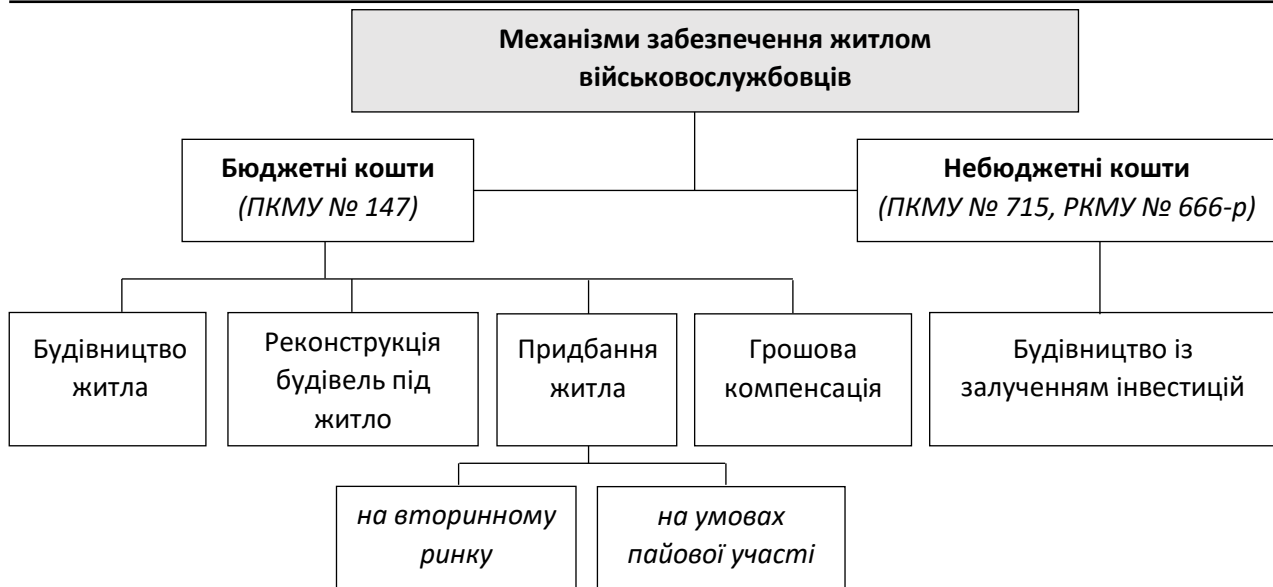 Механізми забезпечення житлом
військовослужбовців
Бюджетні кошти
(ПКМУ № 147)
Небюджетні кошти
(ПКМУ № 715, РКМУ № 666-р)
Будівництво
житла
Реконструкція
будівель під
житло
Придбання
житла
Грошова
компенсація
Будівництво із
залученням інвестицій
на вторинному
ринку
на умовах
пайової участі